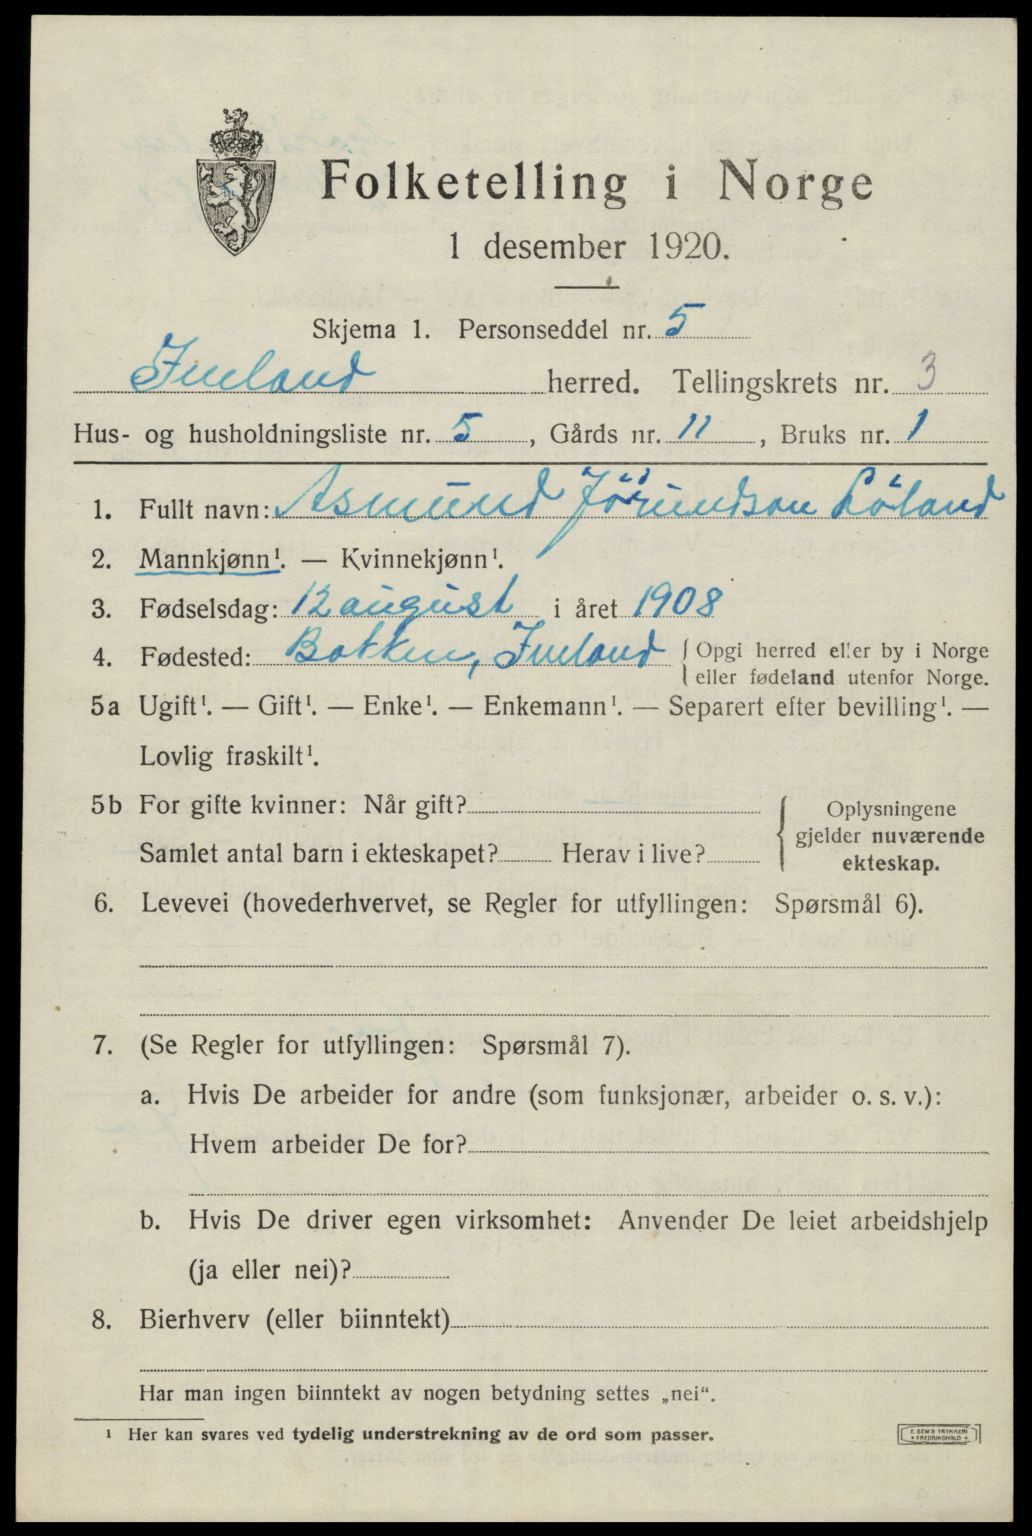 Folketelling i Norge
1 desember 1920.
Skjema 1. Personseddel nr. 5
Iveland herred. Tellingskrets nr. 3
Hus- og husholdningsliste nr. 5, Gårds nr. 11, Bruks nr. 1
1. Fullt navn: Asmund Jörundson Löland
2. Mannkjønn¹. — Kvinnekjønn¹.
3. Fødselsdag: 12 august i året 1908
4. Fødested: Bakken, Iveland {Opgi herred eller by i Norge
eller fødeland utenfor Norge.
5a Ugift¹. — Gift¹. — Enke¹. — Enkemann¹. — Separert efter bevilling¹. —
Lovlig fraskilt¹.
5b For gifte kvinner: Når gift?
Samlet antal barn i ekteskapet? Herav i live?
Oplysningene
gjelder nuværende
ekteskap.
6. Levevei (hovederhvervet, se Regler for utfyllingen: Spørsmål 6).
7. (Se Regler for utfyllingen: Spørsmål 7).
a. Hvis De arbeider for andre (som funksjonær, arbeider o. s. v.):
Hvem arbeider De for?
b. Hvis De driver egen virksomhet: Anvender De leiet arbeidshjelp
(ja eller nei)?
8. Bierhverv (eller biinntekt)
Har man ingen biinntekt av nogen betydning settes „nei“.
¹ Her kan svares ved tydelig understrekning av de ord som passer.
E. SEM'S TRYKKERI
FREDRIKSHALD